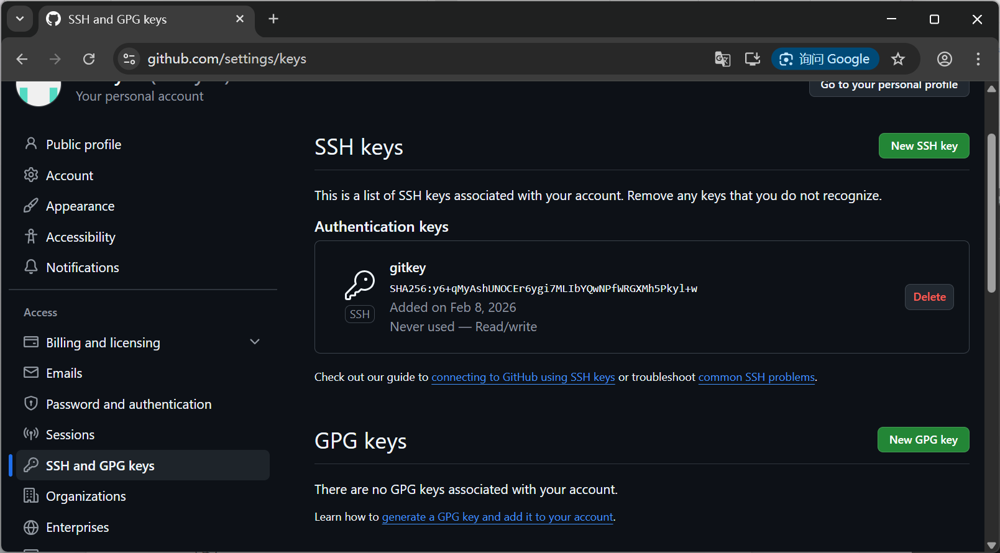 SSH and GPG keys
github.com/settings/keys
询问 Google
Your personal account
Go to your personal profile
Public profile
Account
Appearance
Accessibility
Notifications
Access
Billing and licensing
Emails
Password and authentication
Sessions
SSH and GPG keys
Organizations
Enterprises
SSH keys
New SSH key
This is a list of SSH keys associated with your account. Remove any keys that you do not recognize.
Authentication keys
gitkey
SHA256:y6+qMyAshUNOCEr6ygi7MLIbYQwNPfWRGXMh5Pkyl+w
SSH
Added on Feb 8, 2026
Never used — Read/write
Delete
Check out our guide to connecting to GitHub using SSH keys or troubleshoot common SSH problems.
GPG keys
New GPG key
There are no GPG keys associated with your account.
Learn how to generate a GPG key and add it to your account.